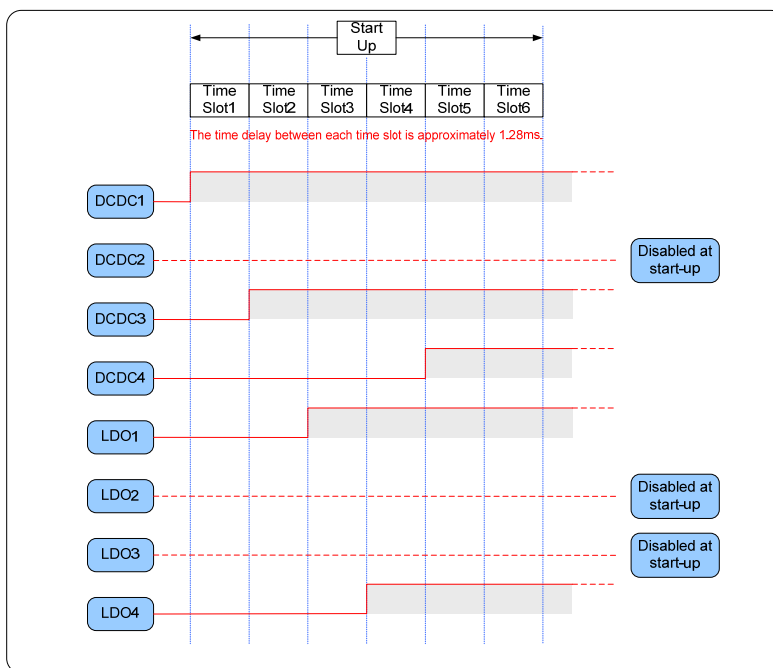 Start
Up
Time
Slot1
Time
Slot2
Time
Slot3
Time
Slot4
Time
Slot5
Time
Slot6
The time delay between each time slot is approximately 1.28ms.
DCDC1
DCDC2
Disabled at
start-up
DCDC3
DCDC4
LDO1
LDO2
Disabled at
start-up
LDO3
Disabled at
start-up
LDO4